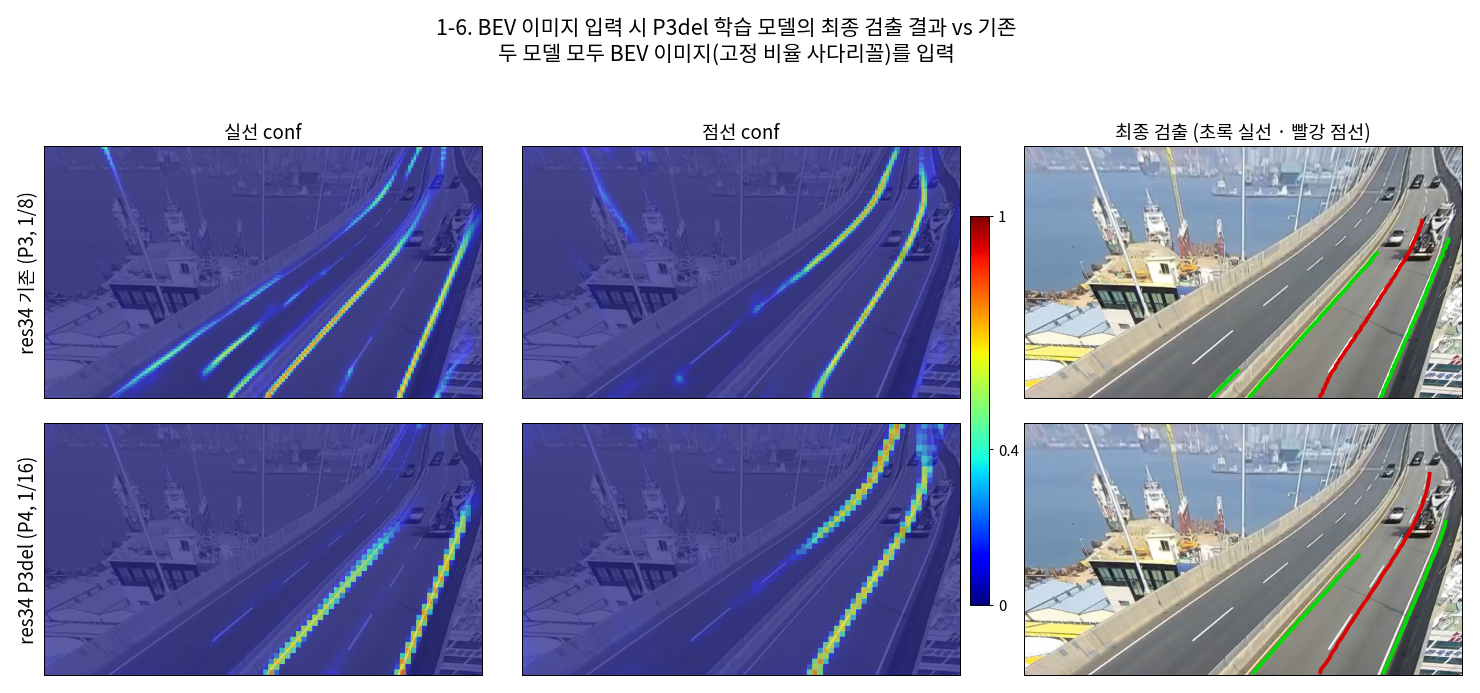 1-6. BEV 이미지 입력 시 P3del 학습 모델의 최종 검출 결과 vs 기존
두 모델 모두 BEV 이미지(고정 비율 사다리꼴)를 입력
실선 conf
점선 conf
최종 검출 (초록 실선 · 빨강 점선)
res34 기존 (P3, 1/8)
1
0.4
0
res34 P3del (P4, 1/16)